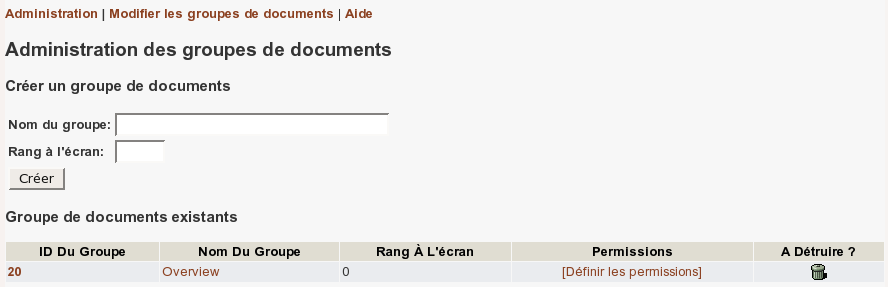 Administration | Modifier les groupes de documents | Aide
Administration des groupes de documents
Créer un groupe de documents
Nom du groupe:
Rang à l'écran:
Créer
Groupe de documents existants
ID Du Groupe Nom Du Groupe Rang À L'écran Permissions A Détruire ?
20 Overview 0 [Définir les permissions]